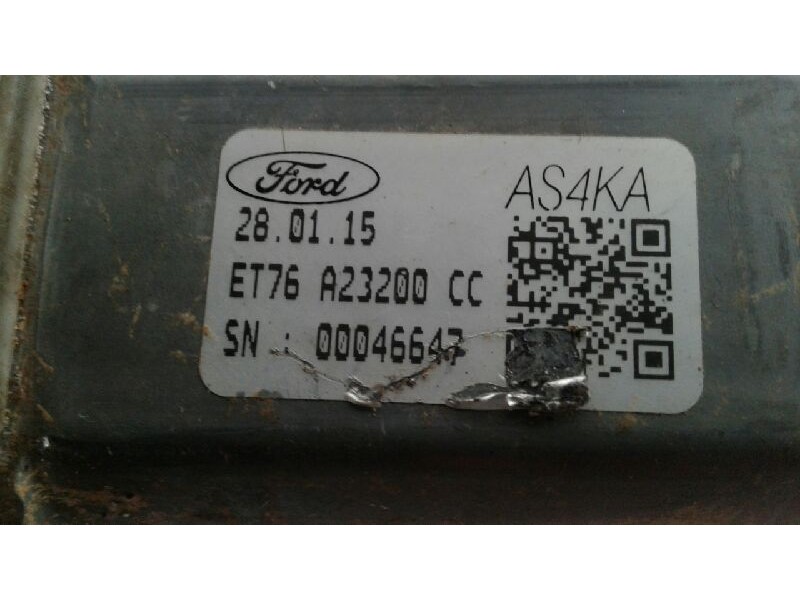 Ford
AS4KA
28.01.15
ET76 A23200 CC
SN : 00046647